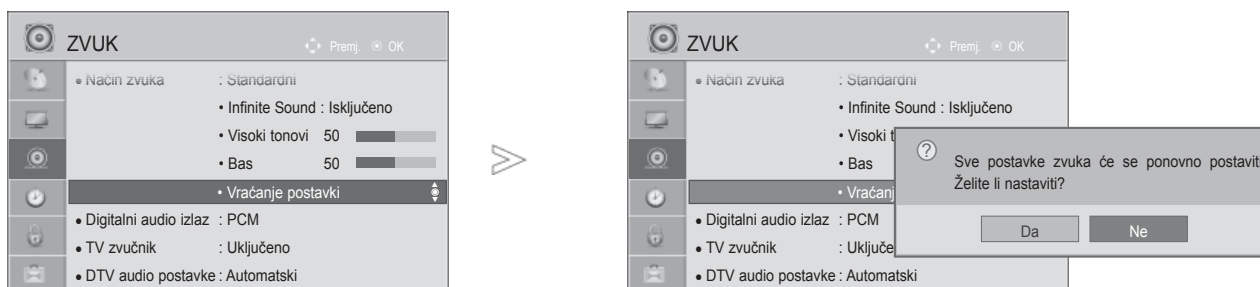 ZVUK
Premj. OK
• Način zvuka : Standardni
• Infinite Sound : Isključeno
• Visoki tonovi 50
• Bas 50
• Vraćanje postavki
• Digitalni audio izlaz : PCM
• TV zvučnik : Uključeno
• DTV audio postavke : Automatski
ZVUK
Premj. OK
• Način zvuka : Standardni
• Infinite Sound : Isključeno
• Visoki t
• Bas
• Vraćanj
• Digitalni audio izlaz : PCM
• TV zvučnik : Uključe
• DTV audio postavke : Automatski
? Sve postavke zvuka će se ponovno postaviti
Želite li nastaviti?
Da Ne